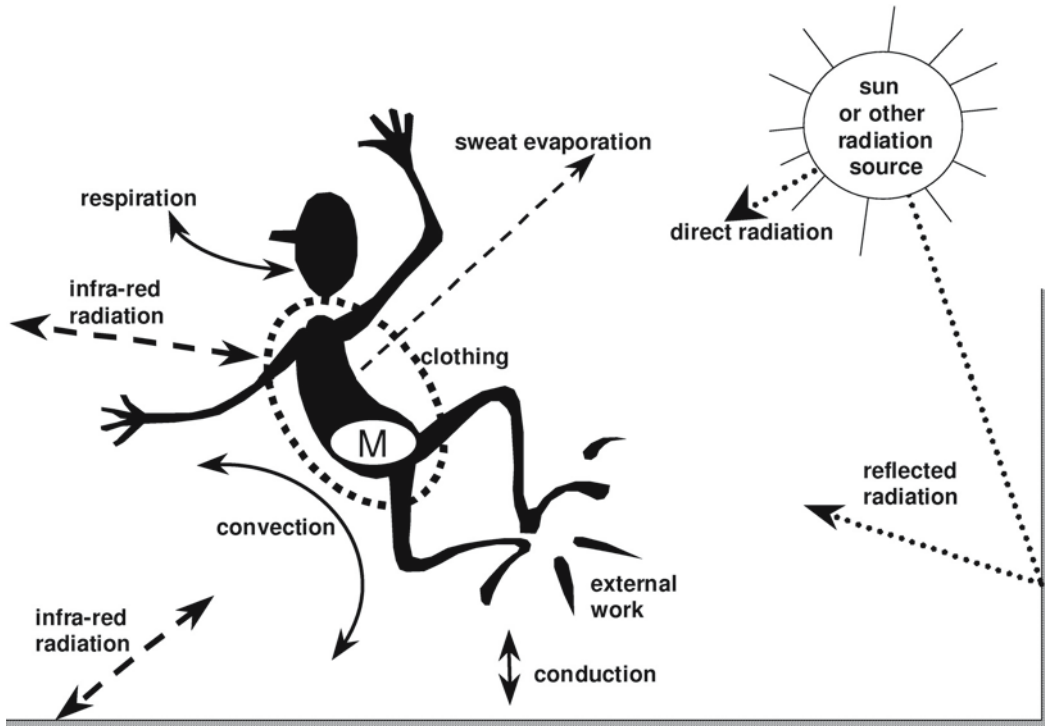 sun
or other
radiation
source
sweat evaporation
respiration
direct radiation
infra-red
radiation
clothing
M
reflected
radiation
convection
external
work
infra-red
radiation
conduction